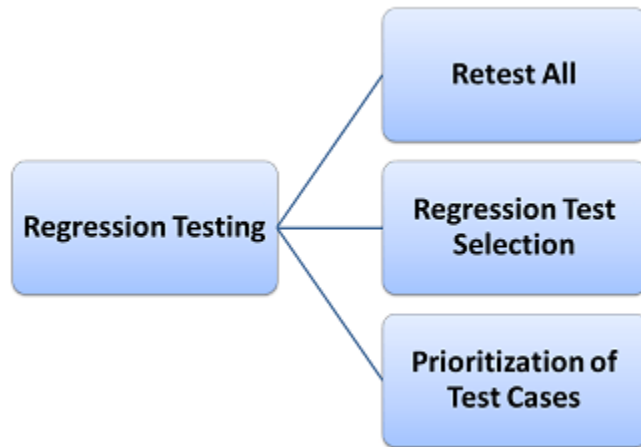 Retest All
Regression Testing
Regression Test
Selection
Prioritization of
Test Cases